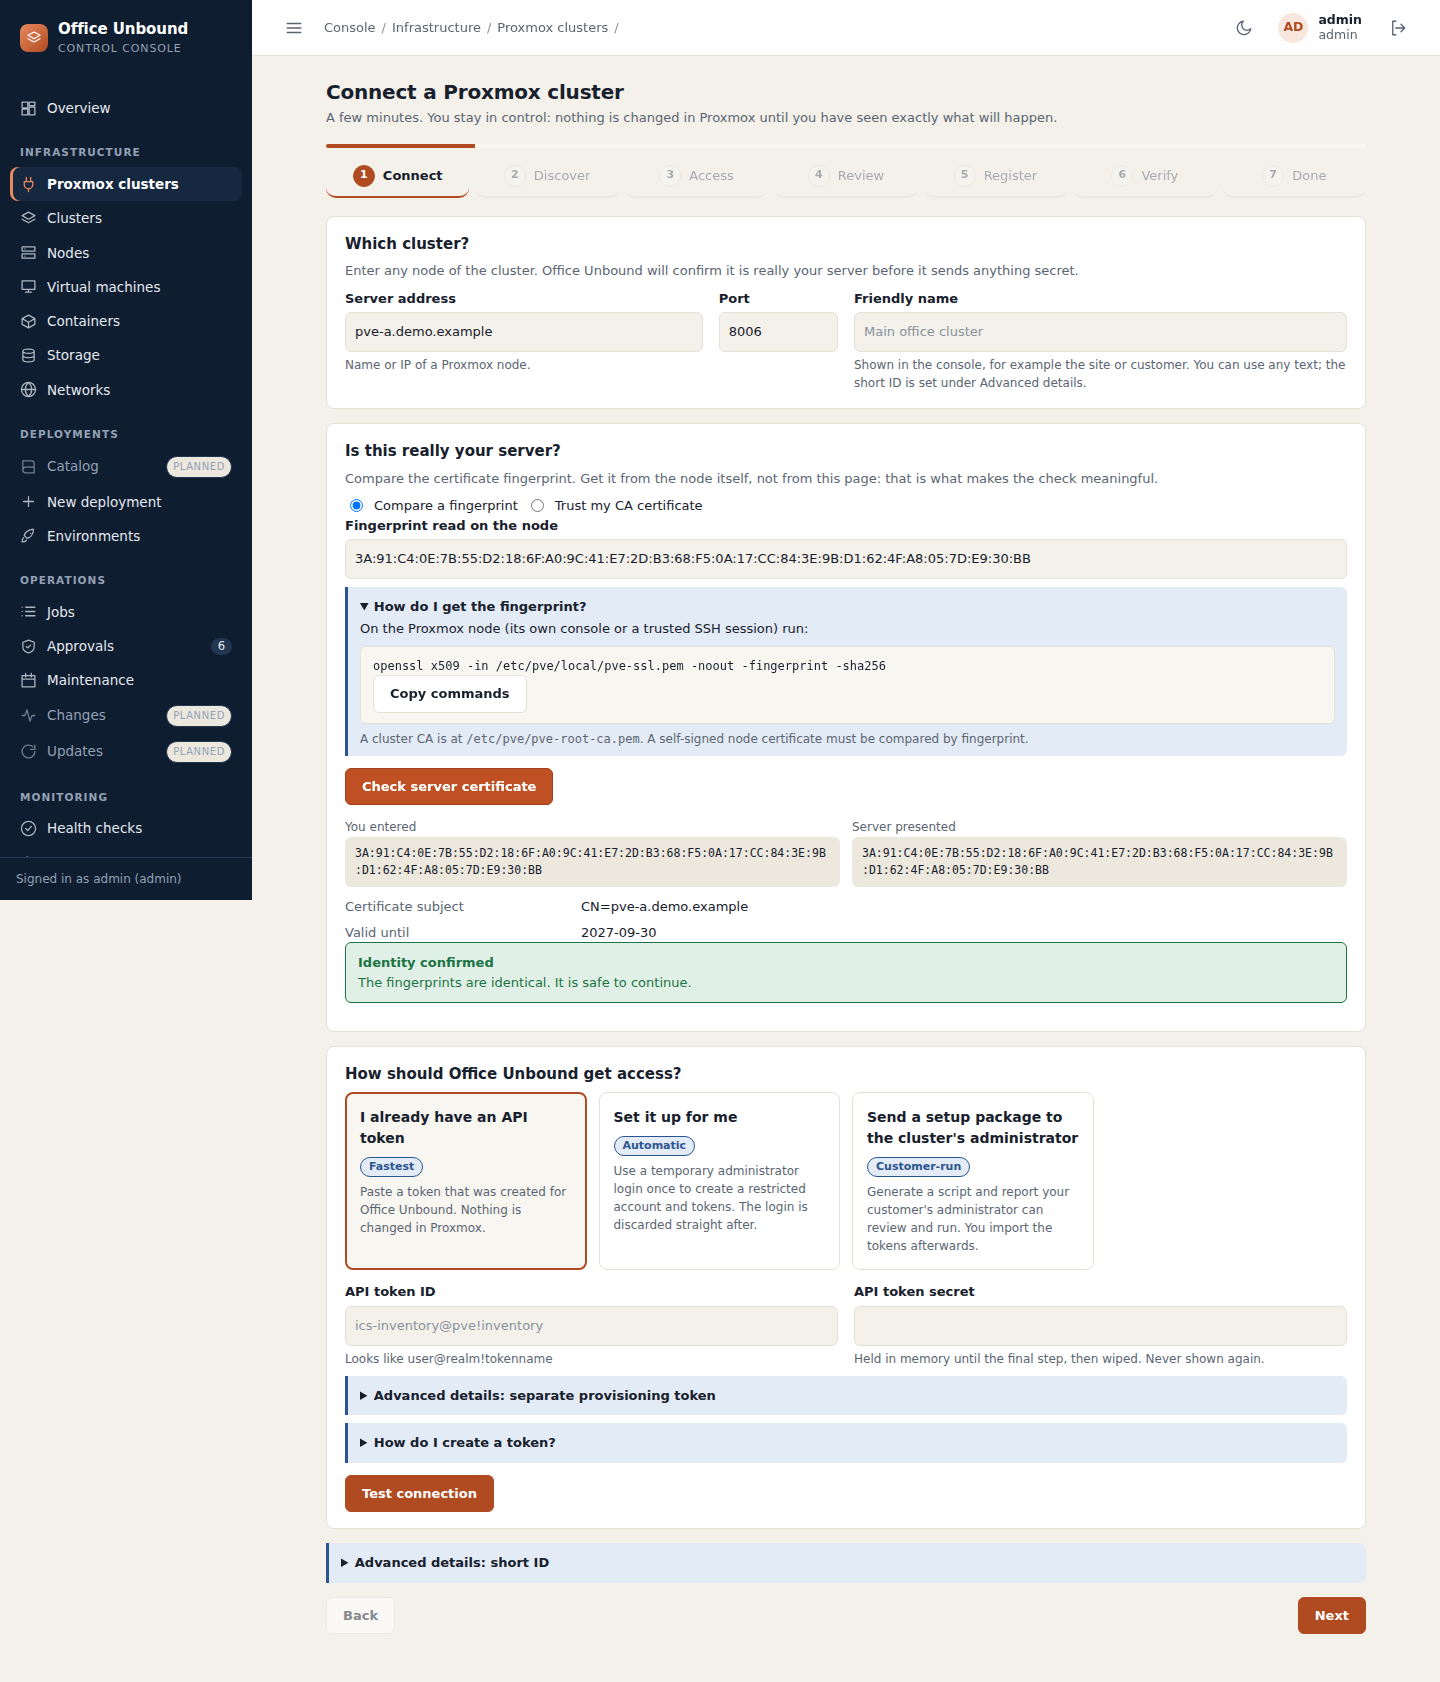 Office Unbound
CONTROL CONSOLE
Overview
INFRASTRUCTURE
Proxmox clusters
Clusters
Nodes
Virtual machines
Containers
Storage
Networks
DEPLOYMENTS
Catalog PLANNED
New deployment
Environments
OPERATIONS
Jobs
Approvals 6
Maintenance
Changes PLANNED
Updates PLANNED
MONITORING
Health checks
Signed in as admin (admin)
Console / Infrastructure / Proxmox clusters /
AD
admin
admin
Connect a Proxmox cluster
A few minutes. You stay in control: nothing is changed in Proxmox until you have seen exactly what will happen.
1 Connect 2 Discover 3 Access 4 Review 5 Register 6 Verify 7 Done
Which cluster?
Enter any node of the cluster. Office Unbound will confirm it is really your server before it sends anything secret.
Server address Port Friendly name
pve-a.demo.example 8006 Main office cluster
Name or IP of a Proxmox node.
Shown in the console, for example the site or customer. You can use any text; the
short ID is set under Advanced details.
Is this really your server?
Compare the certificate fingerprint. Get it from the node itself, not from this page: that is what makes the check meaningful.
Compare a fingerprint Trust my CA certificate
Fingerprint read on the node
3A:91:C4:0E:7B:55:D2:18:6F:A0:9C:41:E7:2D:B3:68:F5:0A:17:CC:84:3E:9B:D1:62:4F:A8:05:7D:E9:30:BB
▼ How do I get the fingerprint?
On the Proxmox node (its own console or a trusted SSH session) run:
openssl x509 -in /etc/pve/local/pve-ssl.pem -noout -fingerprint -sha256
Copy commands
A cluster CA is at /etc/pve/pve-root-ca.pem. A self-signed node certificate must be compared by fingerprint.
Check server certificate
You entered
3A:91:C4:0E:7B:55:D2:18:6F:A0:9C:41:E7:2D:B3:68:F5:0A:17:CC:84:3E:9B
:D1:62:4F:A8:05:7D:E9:30:BB
Server presented
3A:91:C4:0E:7B:55:D2:18:6F:A0:9C:41:E7:2D:B3:68:F5:0A:17:CC:84:3E:9B
:D1:62:4F:A8:05:7D:E9:30:BB
Certificate subject CN=pve-a.demo.example
Valid until 2027-09-30
Identity confirmed
The fingerprints are identical. It is safe to continue.
How should Office Unbound get access?
I already have an API
token
Fastest
Paste a token that was created for
Office Unbound. Nothing is
changed in Proxmox.
Set it up for me
Automatic
Use a temporary administrator
login once to create a restricted
account and tokens. The login is
discarded straight after.
Send a setup package to
the cluster's administrator
Customer-run
Generate a script and report your
customer's administrator can
review and run. You import the
tokens afterwards.
API token ID
ics-inventory@pve!inventory
Looks like user@realm!tokenname
API token secret
Held in memory until the final step, then wiped. Never shown again.
▶ Advanced details: separate provisioning token
▶ How do I create a token?
Test connection
▶ Advanced details: short ID
Back
Next